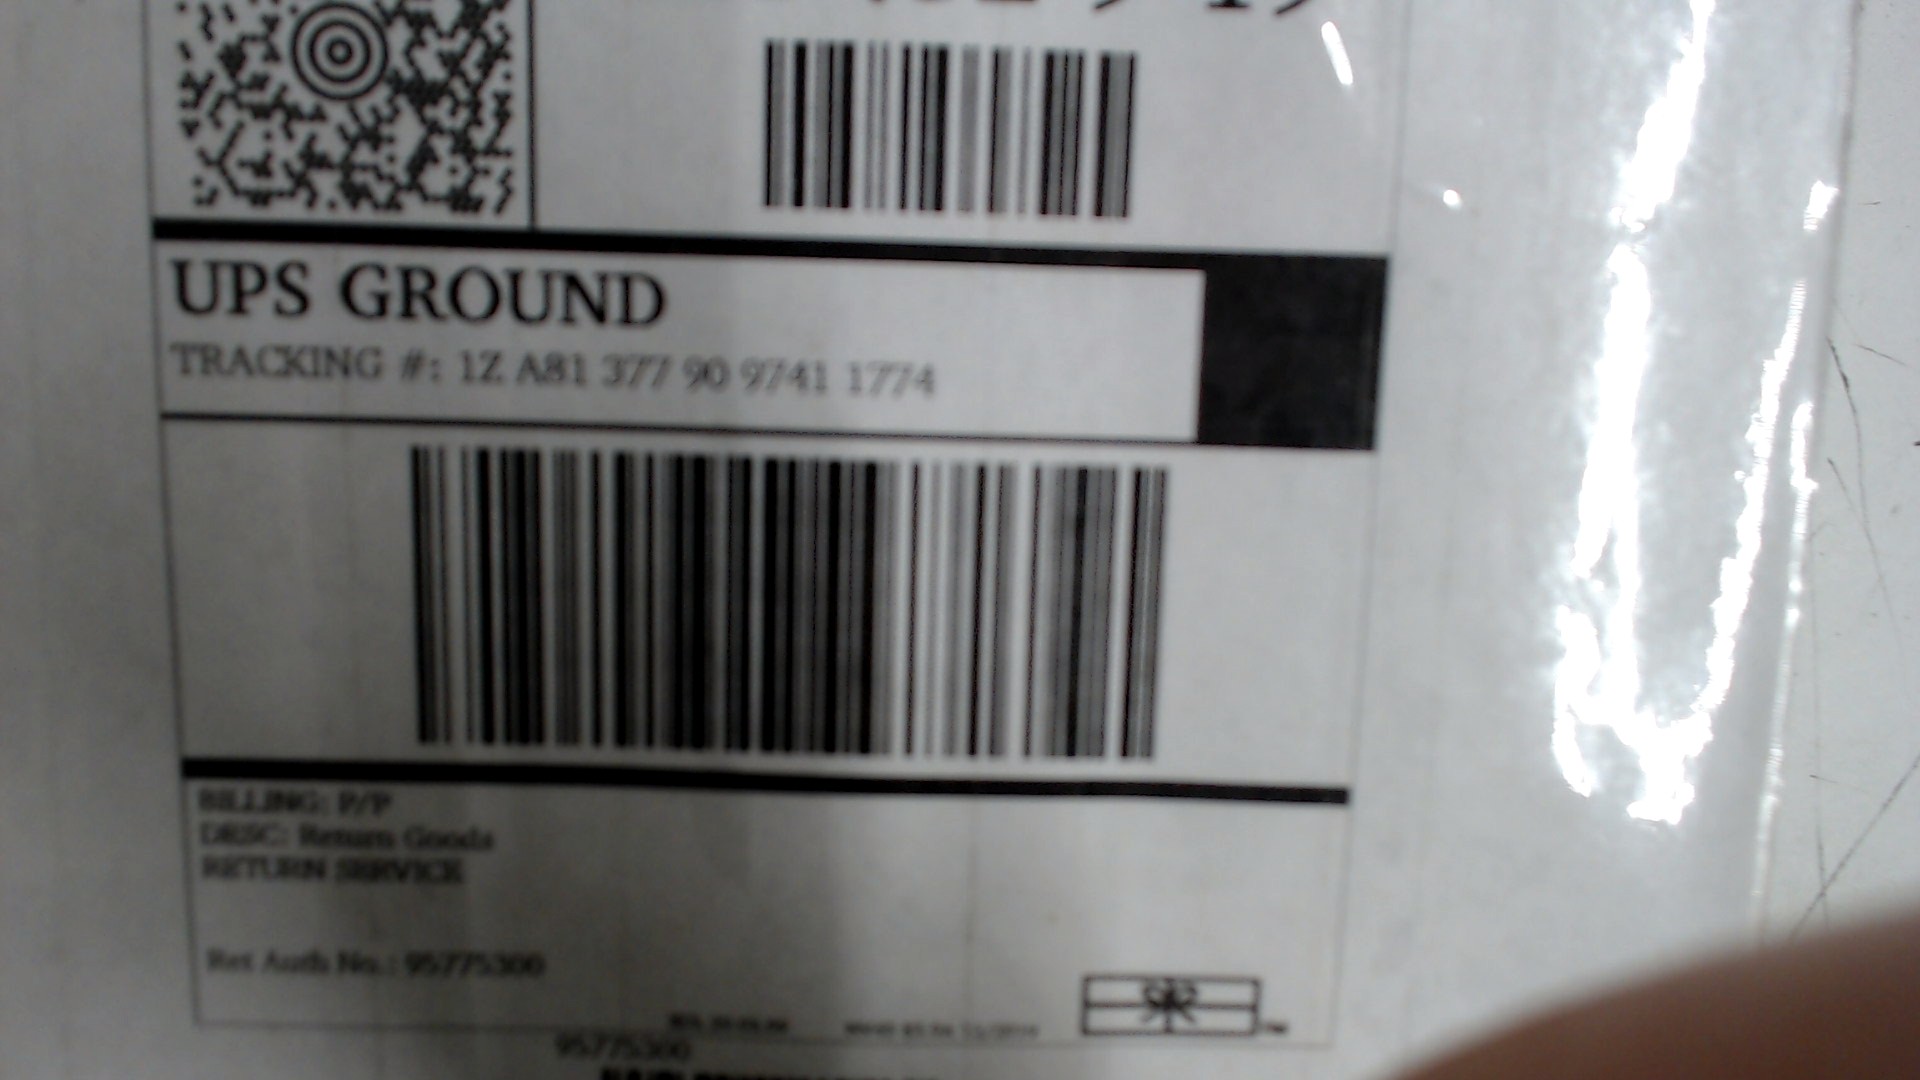 UPS GROUND
TRACKING #: 1Z A81 377 90 9741 1774
BILLING: P/P
DESC: Return Goods
RETURN SERVICE
Ret Auth No.: 95775300
95775300